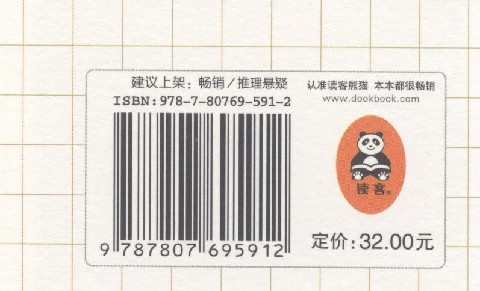 建议上架：畅销/推理悬疑
ISBN: 978-7-80769-591-2
9 787807 695912
认准读客熊猫 本本都很畅销
www.dookbook.com
读客®
定价：32.00元